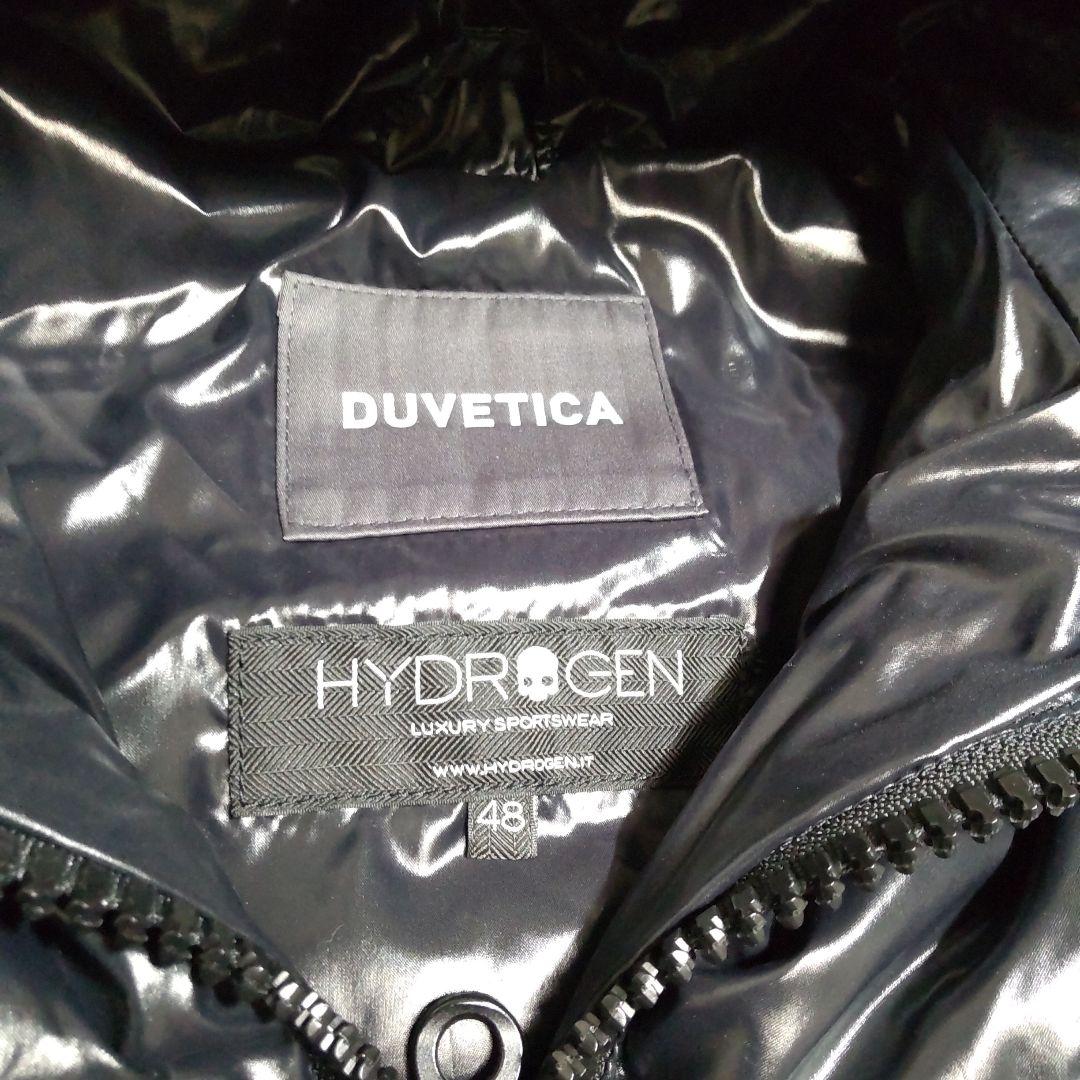 DUVETICA
HYDROGEN
LUXURY SPORTSWEAR
WWW.HYDROGEN.IT
48